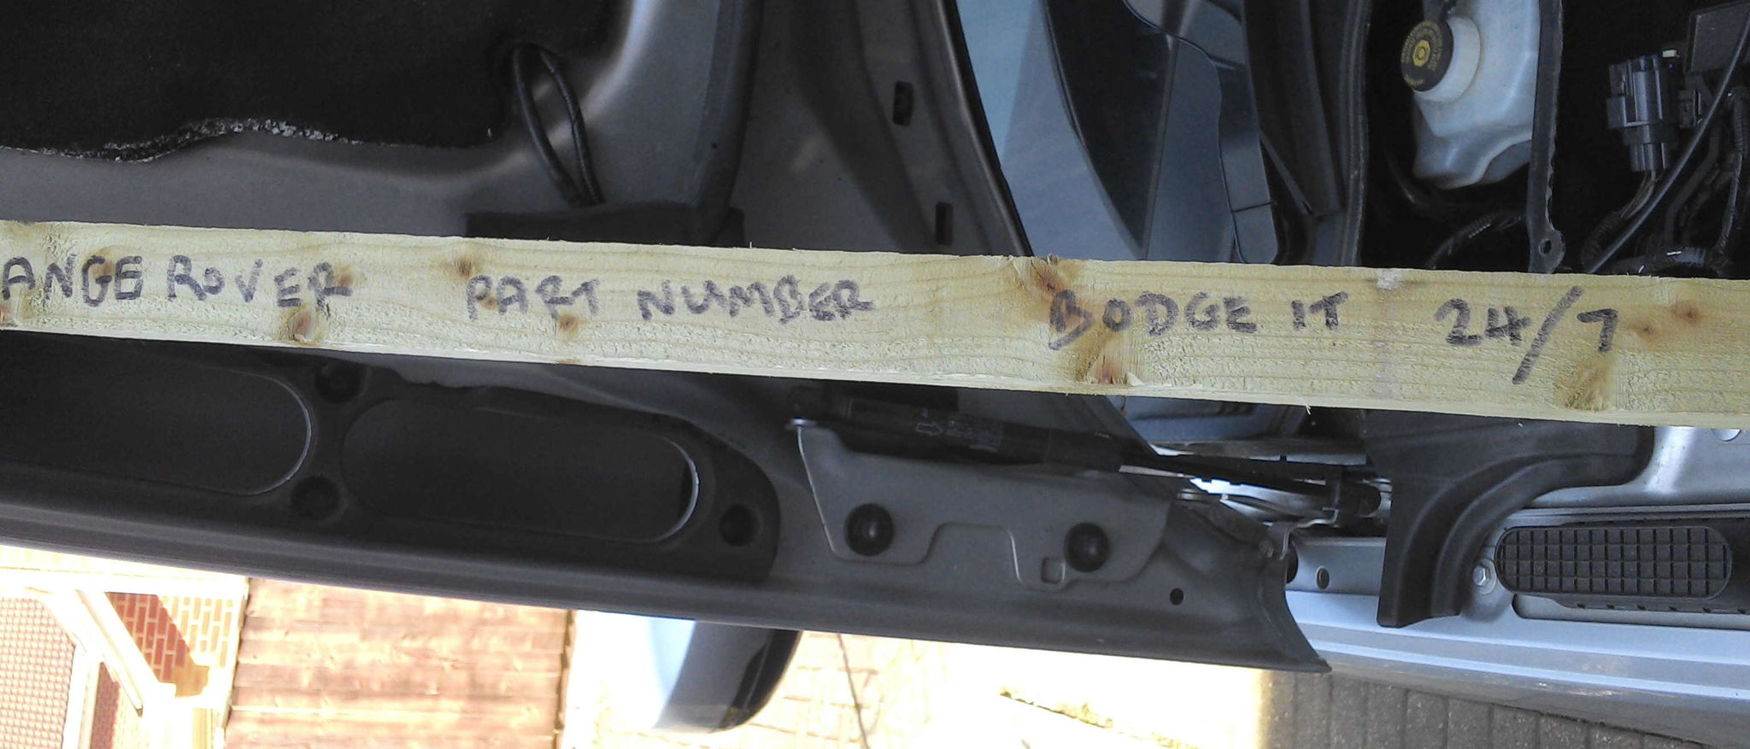 ANGE ROVER PART NUMBER BODGE IT 24/7